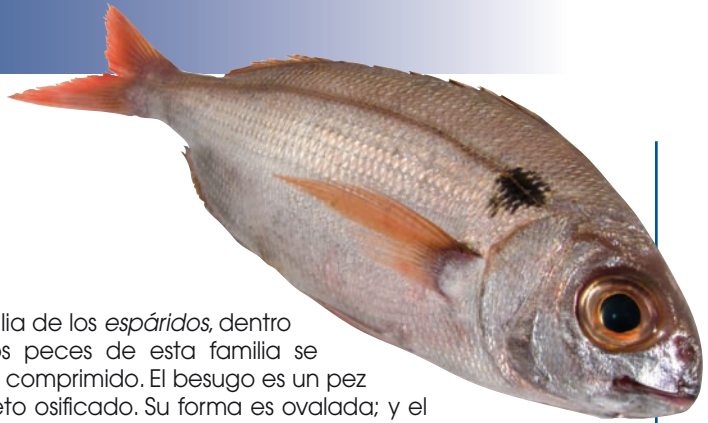 lia de los espáridos, dentro
os peces de esta familia se
comprimido. El besugo es un pez
eto osificado. Su forma es ovalada; y el